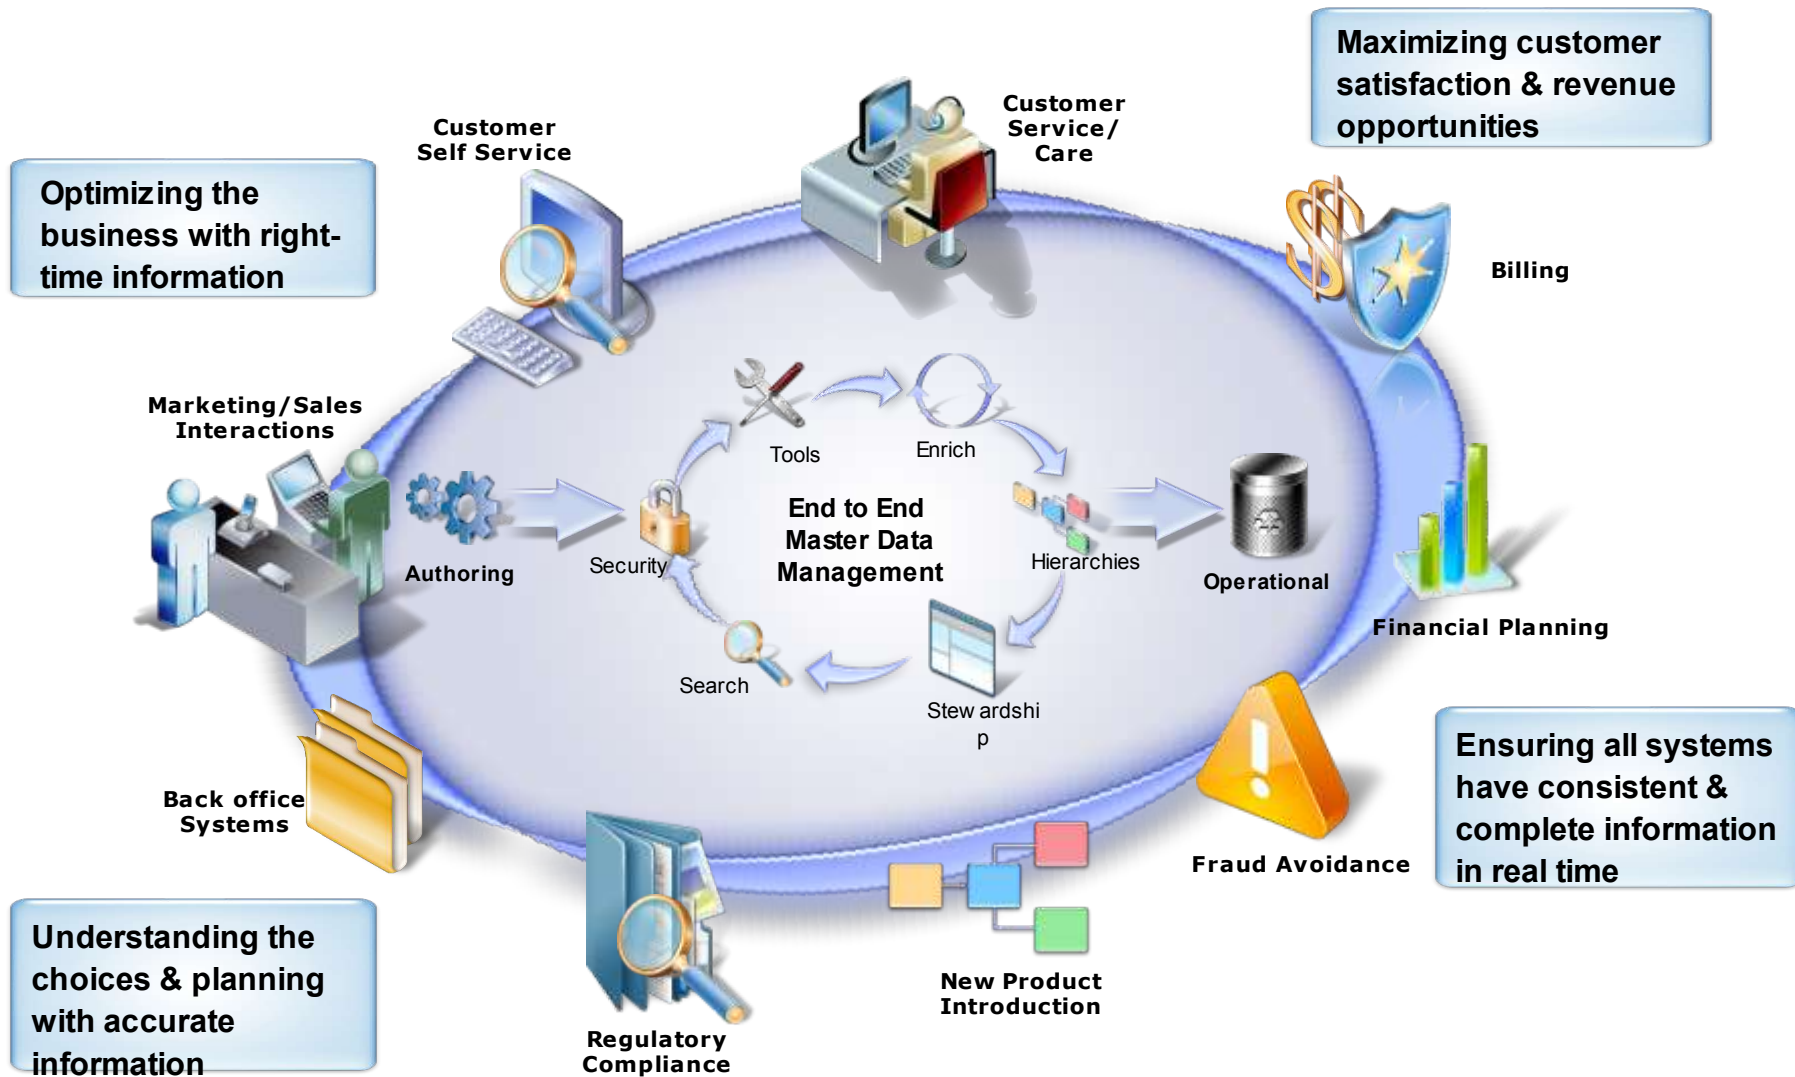 Maximizing customer
satisfaction & revenue
opportunities
Customer
Service/
Care
Customer
Self Service
Optimizing the
business with right-
time information
Billing
Marketing/Sales
Interactions
Tools
Enrich
End to End
Master Data
Management
Authoring
Security
Hierarchies
Operational
Financial Planning
Search
Stew ardshi
p
Back office
Systems
Ensuring all systems
have consistent &
complete information
in real time
Fraud Avoidance
Understanding the
choices & planning
with accurate
information
New Product
Introduction
Regulatory
Compliance